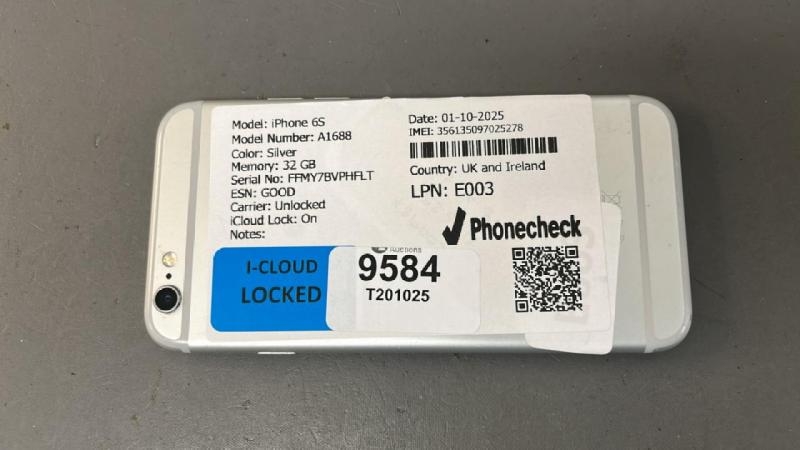 Model: iPhone 6S
Model Number: A1688
Color: Silver
Memory: 32 GB
Serial No: FFMY7BVPHFLT
ESN: GOOD
Carrier: Unlocked
iCloud Lock: On
Notes:
Date: 01-10-2025
IMEI: 356135097025278
Country: UK and Ireland
LPN: E003
Phonecheck
I-CLOUD
LOCKED
Auctions
9584
T201025